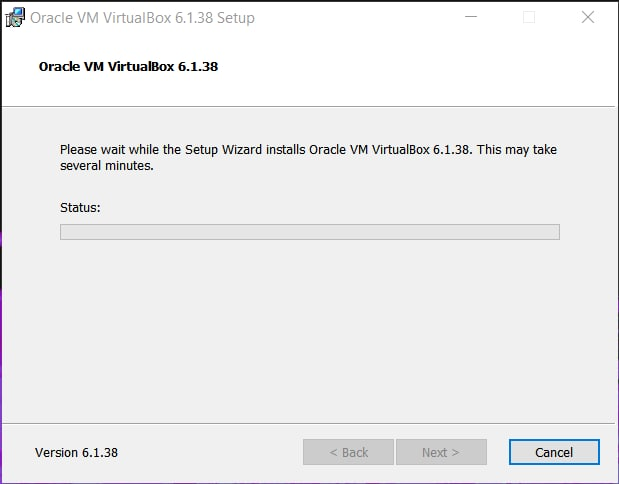 Oracle VM VirtualBox 6.1.38 Setup
Oracle VM VirtualBox 6.1.38
Please wait while the Setup Wizard installs Oracle VM VirtualBox 6.1.38. This may take
several minutes.
Status:
Version 6.1.38
< Back
Next >
Cancel